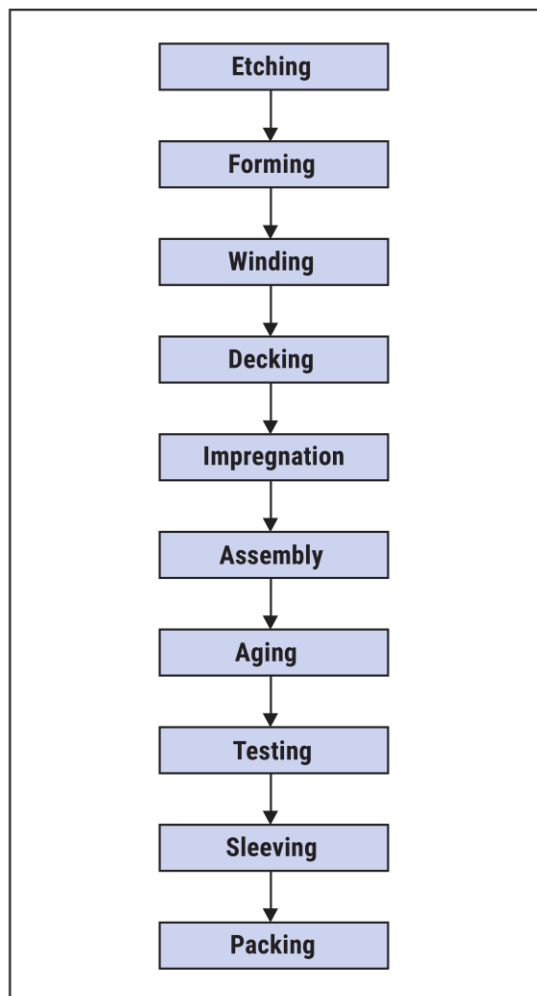 Etching
Forming
Winding
Decking
Impregnation
Assembly
Aging
Testing
Sleeving
Packing